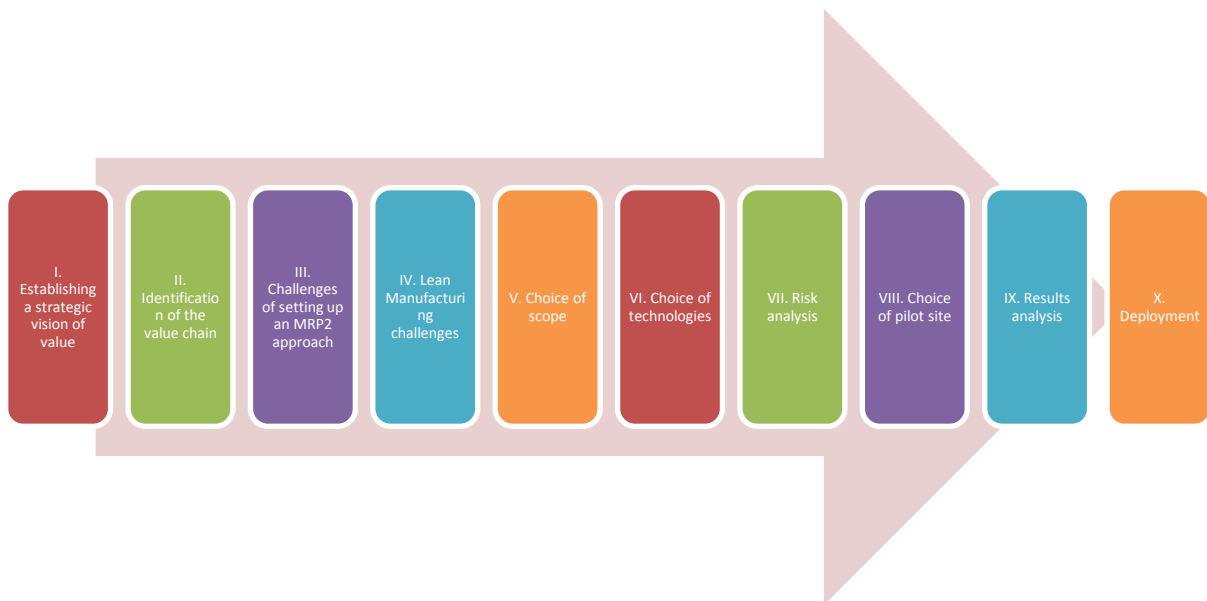 I.
Establishing
a strategic
vision of
value
II.
Identificatio
n of the
value chain
III.
Challenges
of setting up
an MRP2
approach
IV. Lean
Manufacturi
ng
challenges
V. Choice of
scope
VI. Choice of
technologies
VII. Risk
analysis
VIII. Choice
of pilot site
IX. Results
analysis
X.
Deployment